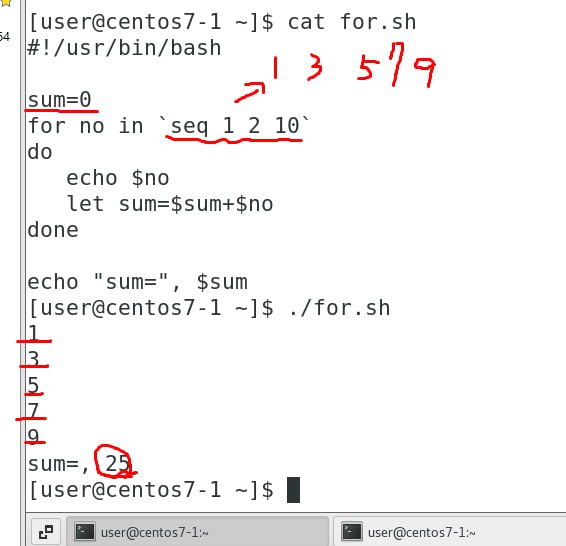 [user@centos7-1 ~]$ cat for.sh
#!/usr/bin/bash
1 3 5 7 9
sum=0
for no in `seq 1 2 10`
do
   echo $no
   let sum=$sum+$no
done
echo "sum=", $sum
[user@centos7-1 ~]$ ./for.sh
1
3
5
7
9
sum=, 25
[user@centos7-1 ~]$
54
user@centos7-1:~
user@centos7-1:~